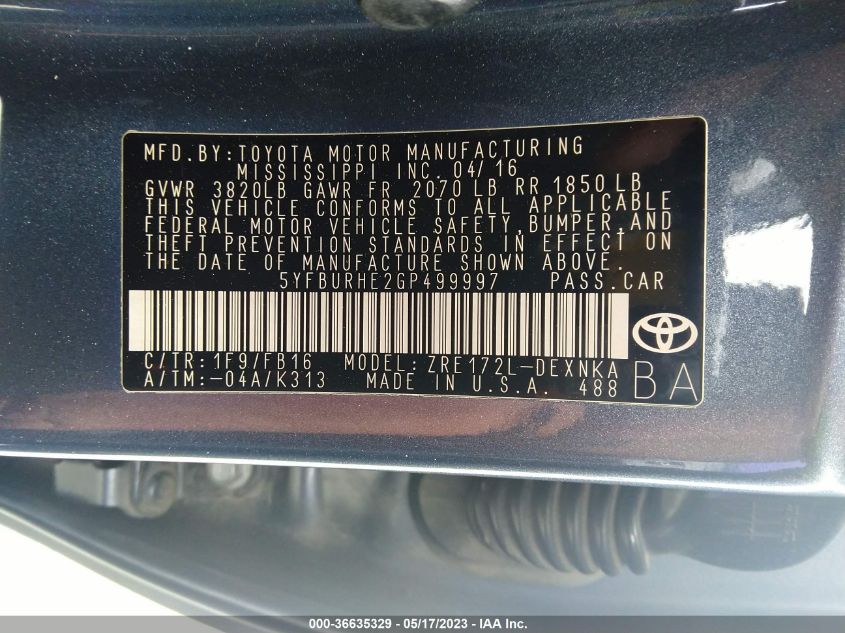 MFD.BY:TOYOTA MOTOR MANUFACTURING
MISSISSIPPI INC. 04/16
GVWR 3820LB GAWR FR 2070 LB RR 1850 LB
THIS VEHICLE CONFORMS TO ALL APPLICABLE
FEDERAL MOTOR VEHICLE SAFETY,BUMPER,AND
THEFT PREVENTION STANDARDS IN EFFECT ON
THE DATE OF MANUFACTURE SHOWN ABOVE.
5YFBURHE2GP499997 PASS.CAR
C/TR:1F9/FB16 MODEL:ZRE172L-DEXNKA
A/TM:-04A/K313 MADE IN U.S.A. 488
BA
000-36635329 — 05/17/2023 — IAA Inc.